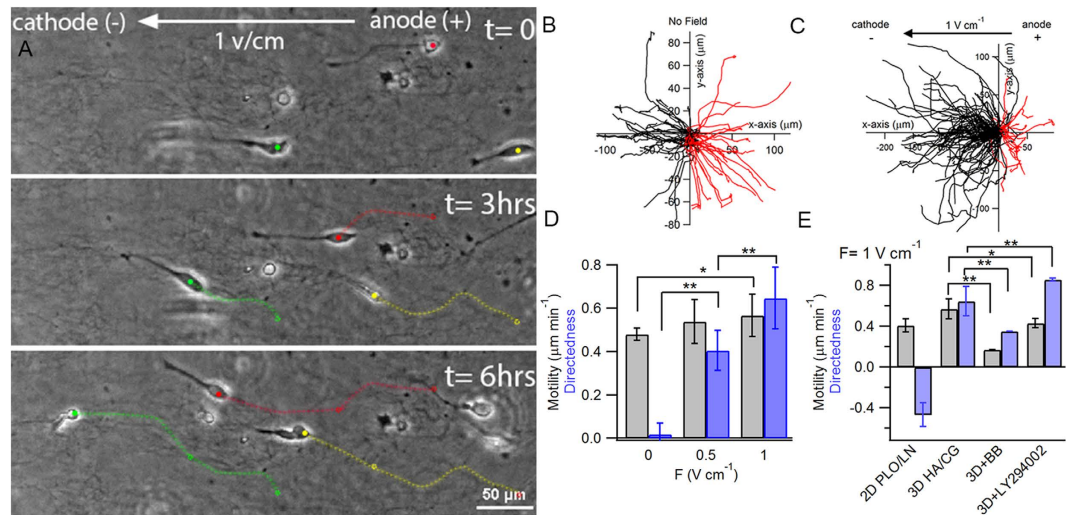 cathode (-) anode (+)
A
1 v/cm
t= 0
t= 3hrs
t= 6hrs
50 µm
B
No Field
y-axis (µm)
80
60
40
20
x-axis (µm)
-100
-50
50
100
-20
-40
-60
-80
C
cathode
-
1 V cm⁻¹
anode
+
100
50
y-axis (µm)
x-axis (µm)
-200
-100
50
-100
D
Motility (µm min⁻¹)
Directedness
0.8
0.6
0.4
0.2
0.0
*
**
**
0 0.5 1
F (V cm⁻¹)
E
F= 1 V cm⁻¹
Motility (µm min⁻¹)
Directedness
0.8
0.4
0.0
-0.4
**
*
**
**
2D PLO/LN
3D HA/CG
3D+BB
3D+LY294002